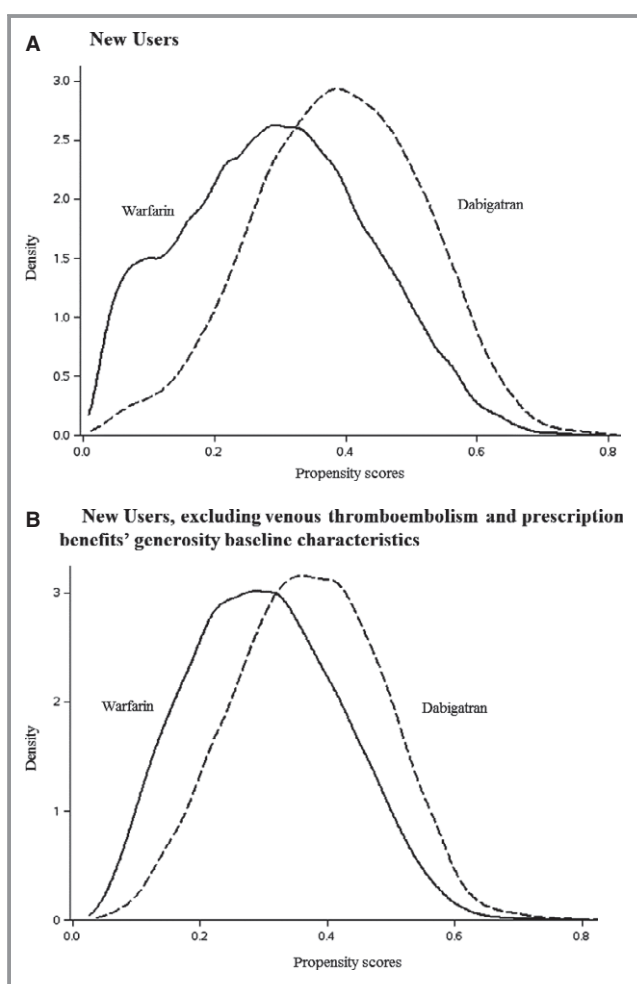 A New Users
3.0
2.5
2.0
1.5
1.0
0.5
0.0
Density
Warfarin
Dabigatran
0.0 0.2 0.4 0.6 0.8
Propensity scores
B New Users, excluding venous thromboembolism and prescription
benefits’ generosity baseline characteristics
3
2
1
0
Density
Warfarin
Dabigatran
0.0 0.2 0.4 0.6 0.8
Propensity scores